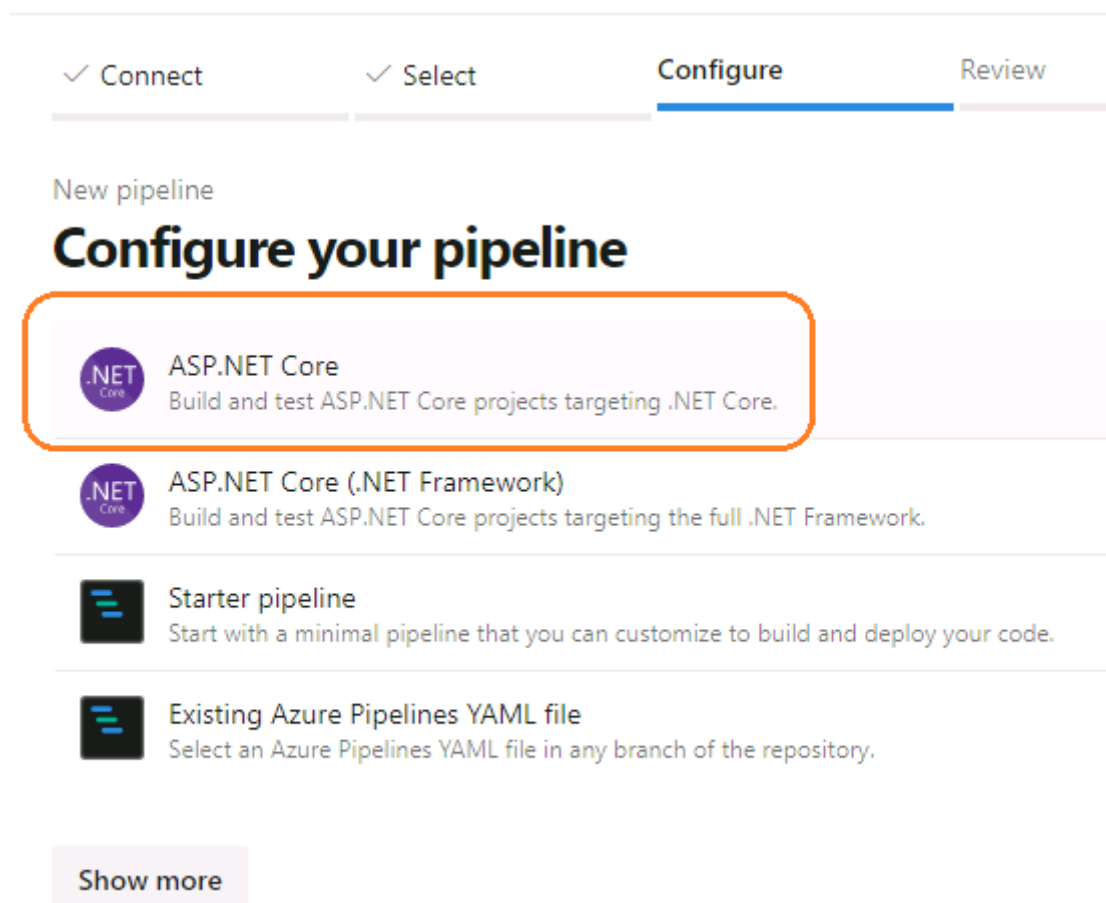 Connect
Select
Configure
Review
New pipeline
Configure your pipeline
.NET
Core
ASP.NET Core
Build and test ASP.NET Core projects targeting .NET Core.
.NET
Core
ASP.NET Core (.NET Framework)
Build and test ASP.NET Core projects targeting the full .NET Framework.
Starter pipeline
Start with a minimal pipeline that you can customize to build and deploy your code.
Existing Azure Pipelines YAML file
Select an Azure Pipelines YAML file in any branch of the repository.
Show more